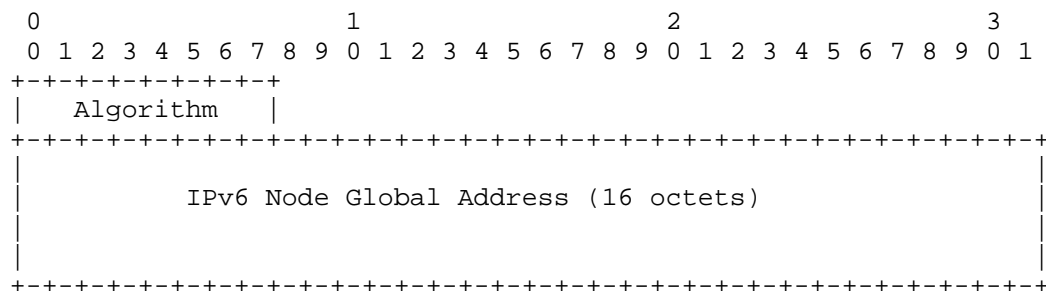 0                   1                   2                   3
 0 1 2 3 4 5 6 7 8 9 0 1 2 3 4 5 6 7 8 9 0 1 2 3 4 5 6 7 8 9 0 1
+-+-+-+-+-+-+-+-+
|   Algorithm   |
+-+-+-+-+-+-+-+-+-+-+-+-+-+-+-+-+-+-+-+-+-+-+-+-+-+-+-+-+-+-+-+-+
|                                                               |
|          IPv6 Node Global Address (16 octets)                 |
|                                                               |
|                                                               |
+-+-+-+-+-+-+-+-+-+-+-+-+-+-+-+-+-+-+-+-+-+-+-+-+-+-+-+-+-+-+-+-+